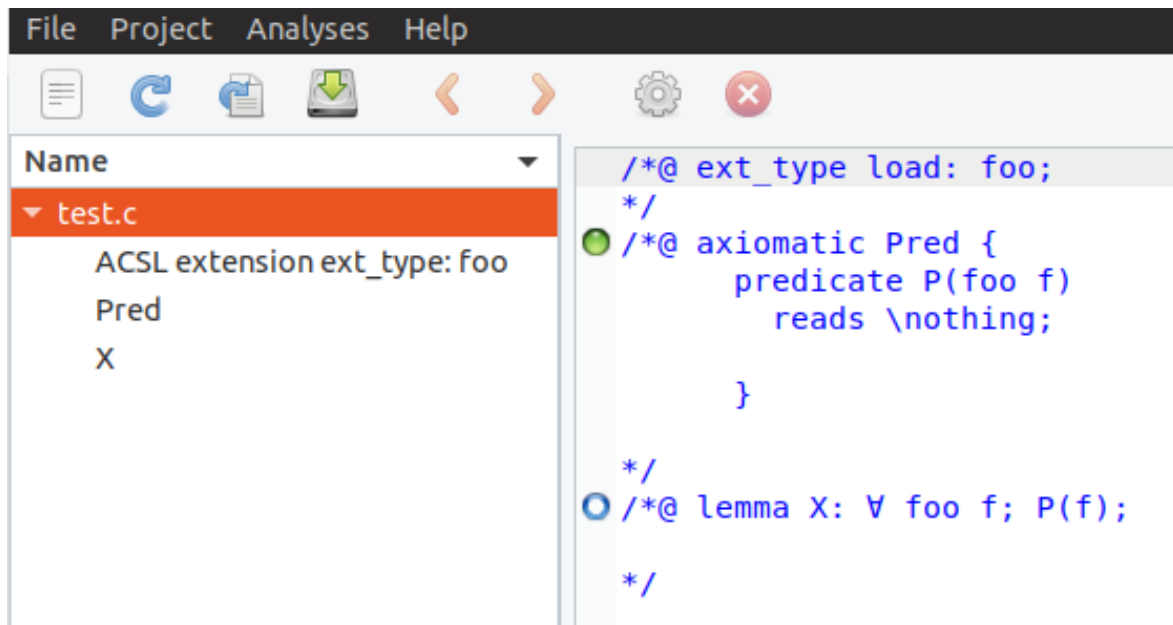 File Project Analyses Help
Name
test.c
ACSL extension ext_type: foo
Pred
X
/*@ ext_type load: foo;
*/
/*@ axiomatic Pred {
predicate P(foo f)
reads \nothing;
}
*/
/*@ lemma X: ∀ foo f; P(f);
*/